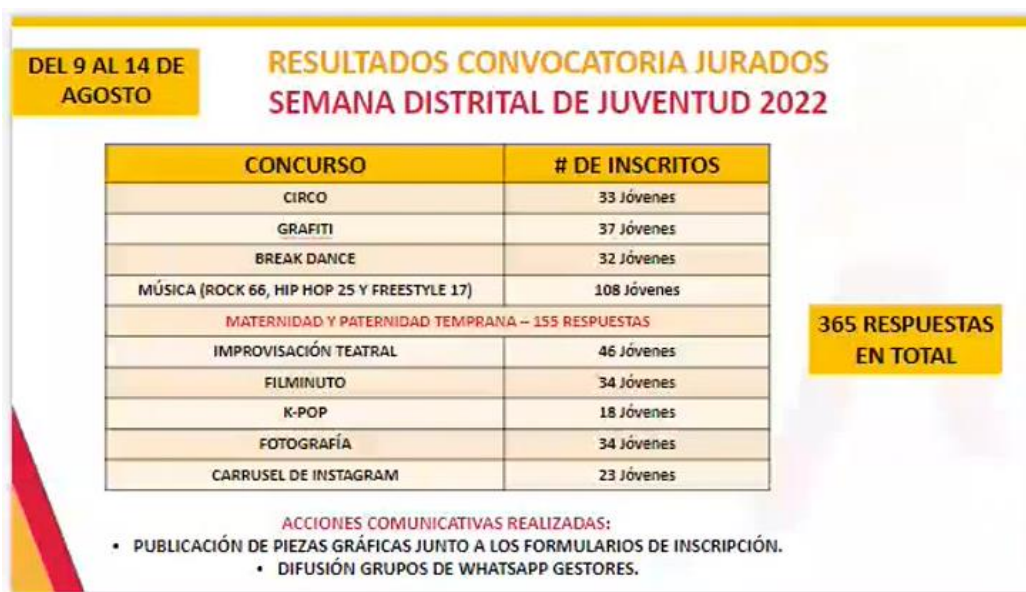 DEL 9 AL 14 DE
AGOSTO
RESULTADOS CONVOCATORIA JURADOS
SEMANA DISTRITAL DE JUVENTUD 2022
CONCURSO # DE INSCRITOS
CIRCO 33 Jóvenes
GRAFITI 37 Jóvenes
BREAK DANCE 32 Jóvenes
MÚSICA (ROCK 66, HIP HOP 25 Y FREESTYLE 17) 108 Jóvenes
MATERNIDAD Y PATERNIDAD TEMPRANA – 155 RESPUESTAS
IMPROVISACIÓN TEATRAL 46 Jóvenes
FILMINUTO 34 Jóvenes
K-POP 18 Jóvenes
FOTOGRAFÍA 34 Jóvenes
CARRUSEL DE INSTAGRAM 23 Jóvenes
365 RESPUESTAS
EN TOTAL
ACCIONES COMUNICATIVAS REALIZADAS:
• PUBLICACIÓN DE PIEZAS GRÁFICAS JUNTO A LOS FORMULARIOS DE INSCRIPCIÓN.
• DIFUSIÓN GRUPOS DE WHATSAPP GESTORES.